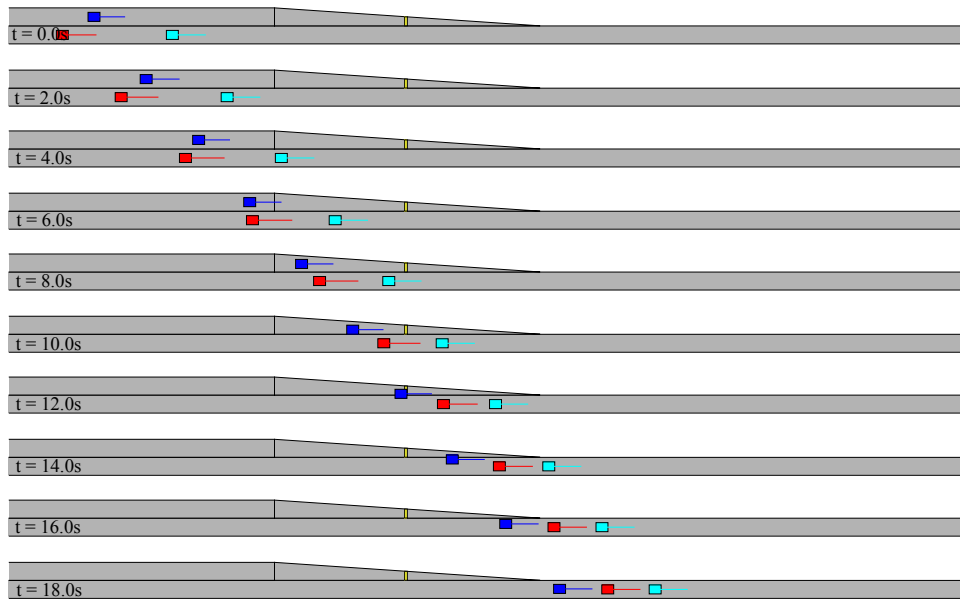 t = 0.0s
t = 2.0s
t = 4.0s
t = 6.0s
t = 8.0s
t = 10.0s
t = 12.0s
t = 14.0s
t = 16.0s
t = 18.0s